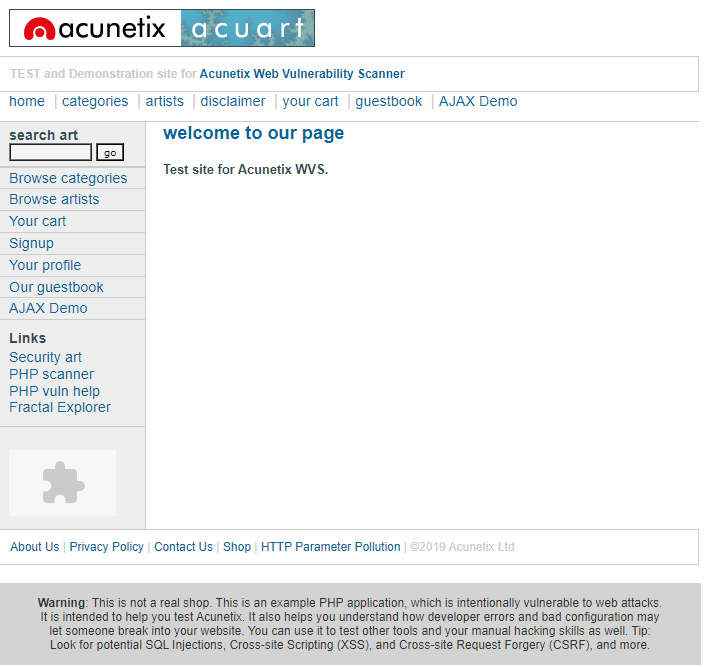 acunetix acuart
TEST and Demonstration site for Acunetix Web Vulnerability Scanner
home | categories | artists | disclaimer | your cart | guestbook | AJAX Demo
search art
go
Browse categories
Browse artists
Your cart
Signup
Your profile
Our guestbook
AJAX Demo
Links
Security art
PHP scanner
PHP vuln help
Fractal Explorer
welcome to our page
Test site for Acunetix WVS.
About Us | Privacy Policy | Contact Us | Shop | HTTP Parameter Pollution | ©2019 Acunetix Ltd
Warning: This is not a real shop. This is an example PHP application, which is intentionally vulnerable to web attacks.
It is intended to help you test Acunetix. It also helps you understand how developer errors and bad configuration may
let someone break into your website. You can use it to test other tools and your manual hacking skills as well. Tip:
Look for potential SQL Injections, Cross-site Scripting (XSS), and Cross-site Request Forgery (CSRF), and more.